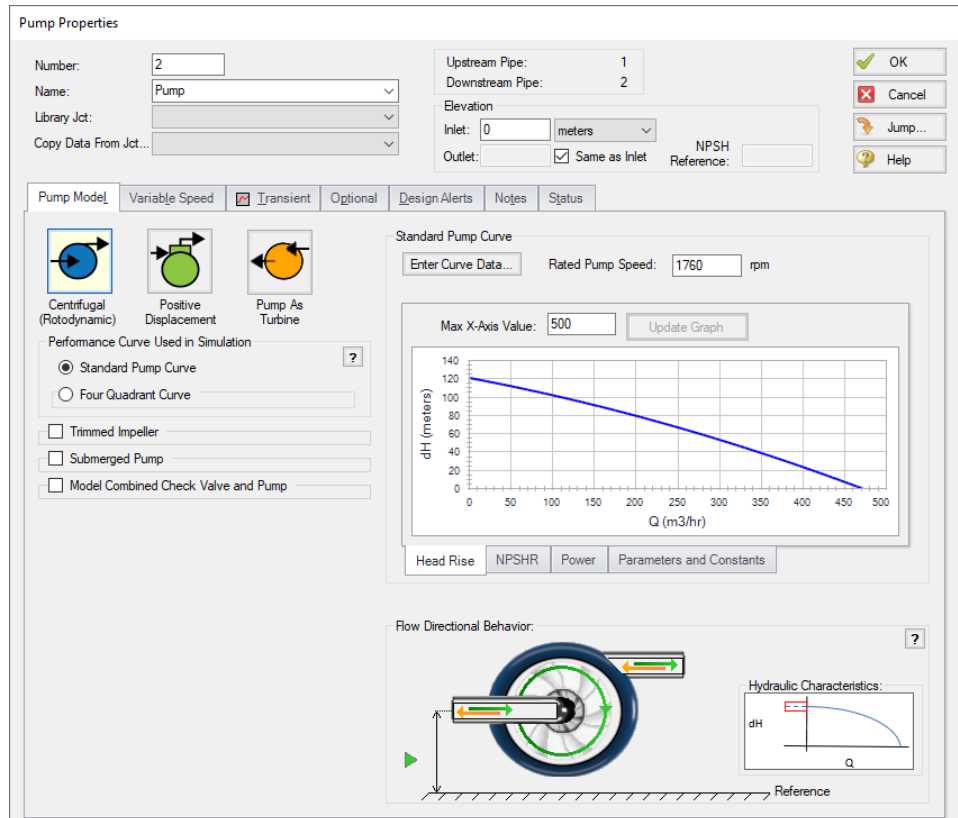 Pump Properties
Number: 2
Name: Pump
Library Jct:
Copy Data From Jct...
Upstream Pipe: 1
Downstream Pipe: 2
Elevation
Inlet: 0 meters
Outlet: Same as Inlet
NPSH
Reference:
OK
Cancel
Jump...
Help
Pump Model Variable Speed Transient Optional Design Alerts Notes Status
Centrifugal
(Rotodynamic)
Positive
Displacement
Pump As
Turbine
Performance Curve Used in Simulation
?
Standard Pump Curve
Four Quadrant Curve
Trimmed Impeller
Submerged Pump
Model Combined Check Valve and Pump
Standard Pump Curve
Enter Curve Data... Rated Pump Speed: 1760 rpm
Max X-Axis Value: 500 Update Graph
dH (meters)
140
120
100
80
60
40
20
0
0 50 100 150 200 250 300 350 400 450 500
Q (m3/hr)
Head Rise NPSHR Power Parameters and Constants
Flow Directional Behavior:
?
Hydraulic Characteristics:
dH
Q
Reference